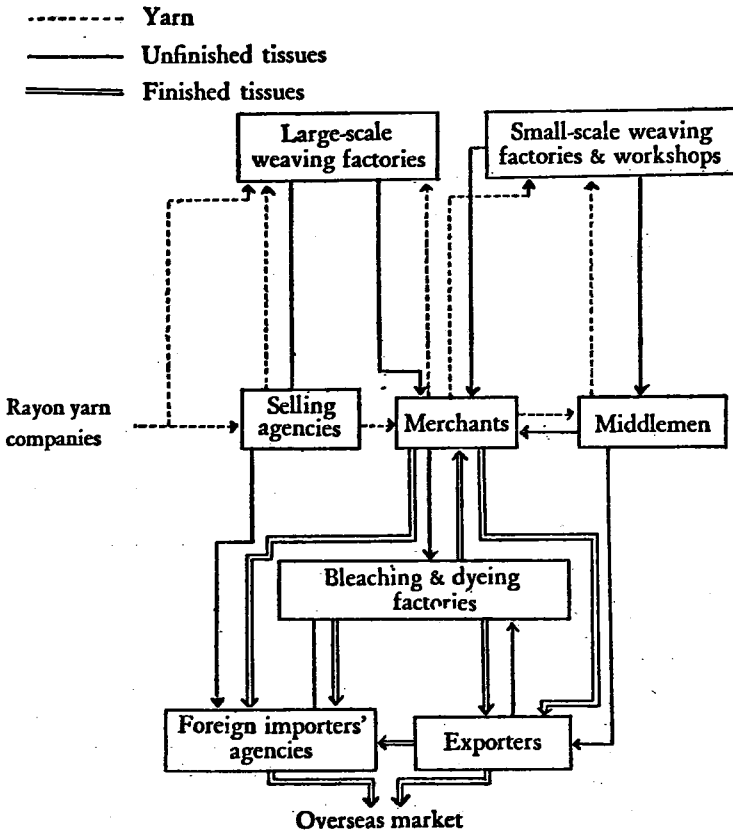 Yarn
Unfinished tissues
Finished tissues
Large-scale
weaving factories
Small-scale weaving
factories & workshops
Rayon yarn
companies
Selling
agencies
Merchants
Middlemen
Bleaching & dyeing
factories
Foreign importers'
agencies
Exporters
Overseas market